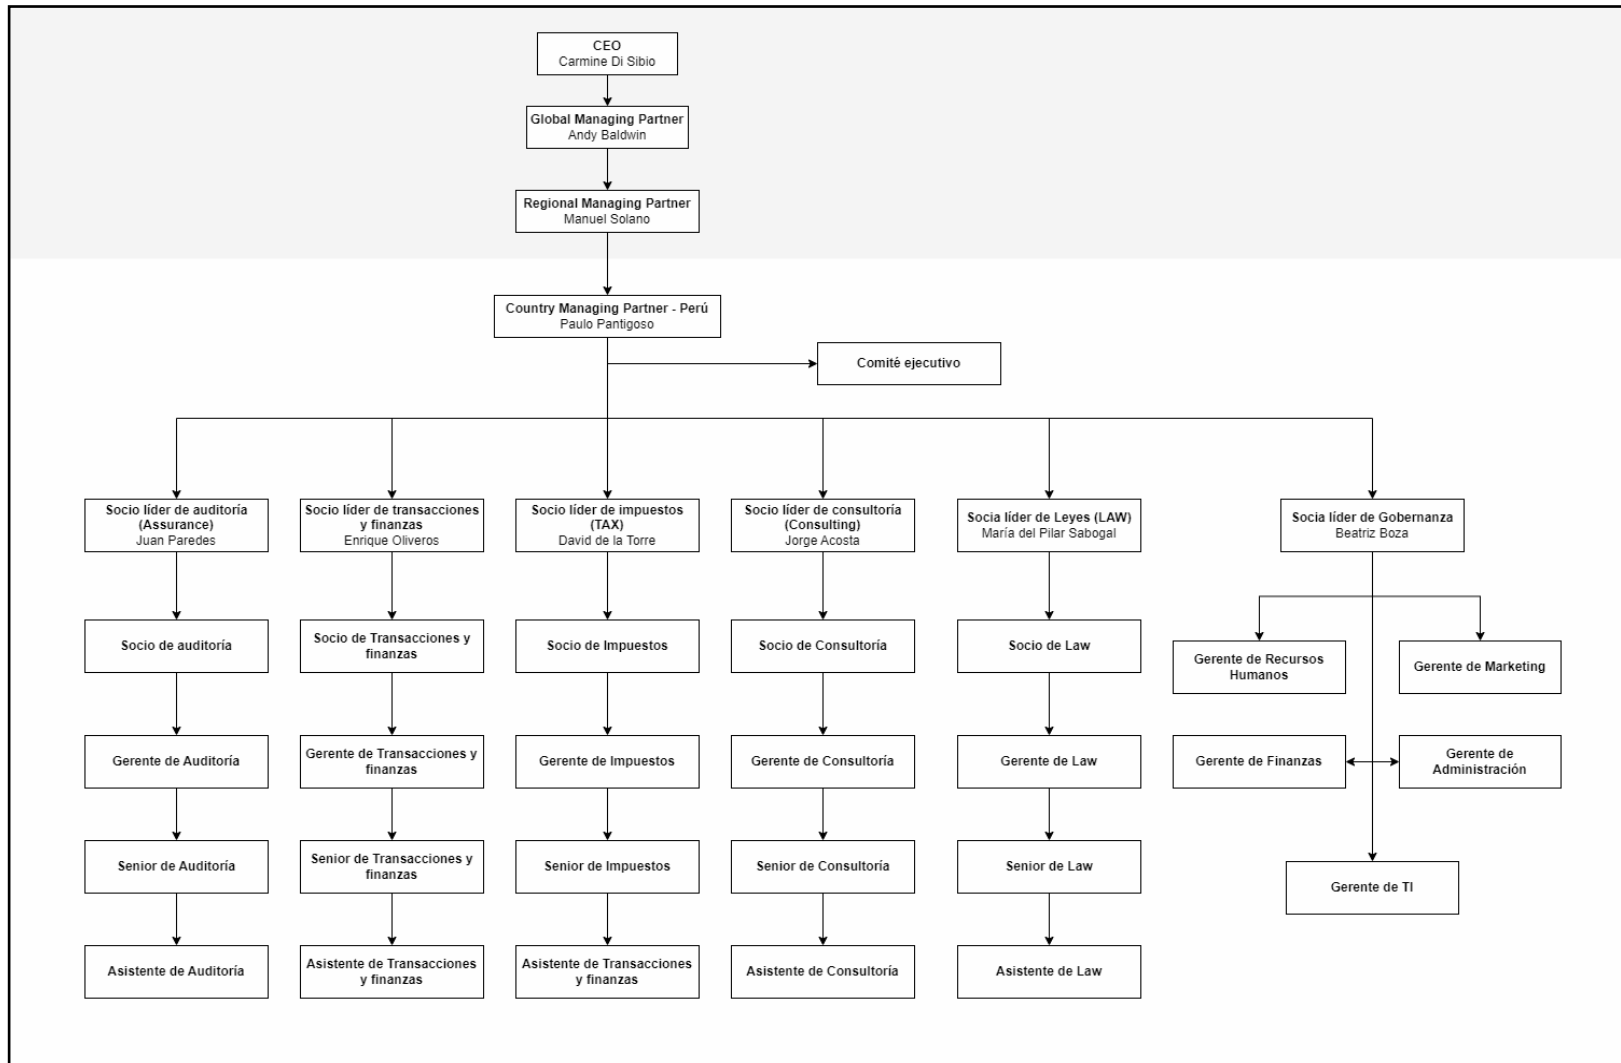 CEO
Carmine Di Sibio
Global Managing Partner
Andy Baldwin
Regional Managing Partner
Manuel Solano
Country Managing Partner - Perú
Paulo Pantigoso
Comité ejecutivo
Socio líder de auditoría
(Assurance)
Juan Paredes
Socio líder de transacciones
y finanzas
Enrique Oliveros
Socio líder de impuestos
(TAX)
David de la Torre
Socio líder de consultoría
(Consulting)
Jorge Acosta
Socia líder de Leyes (LAW)
María del Pilar Sabogal
Socia líder de Gobernanza
Beatriz Boza
Socio de auditoría
Socio de Transacciones y
finanzas
Socio de Impuestos
Socio de Consultoría
Socio de Law
Gerente de Recursos
Humanos
Gerente de Marketing
Gerente de Auditoría
Gerente de Transacciones y
finanzas
Gerente de Impuestos
Gerente de Consultoría
Gerente de Law
Gerente de Finanzas
Gerente de
Administración
Senior de Auditoría
Senior de Transacciones y
finanzas
Senior de Impuestos
Senior de Consultoría
Senior de Law
Gerente de TI
Asistente de Auditoría
Asistente de Transacciones
y finanzas
Asistente de Transacciones
y finanzas
Asistente de Consultoría
Asistente de Law